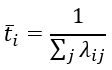 t̄ᵢ = 1 / ∑ⱼ λᵢⱼ